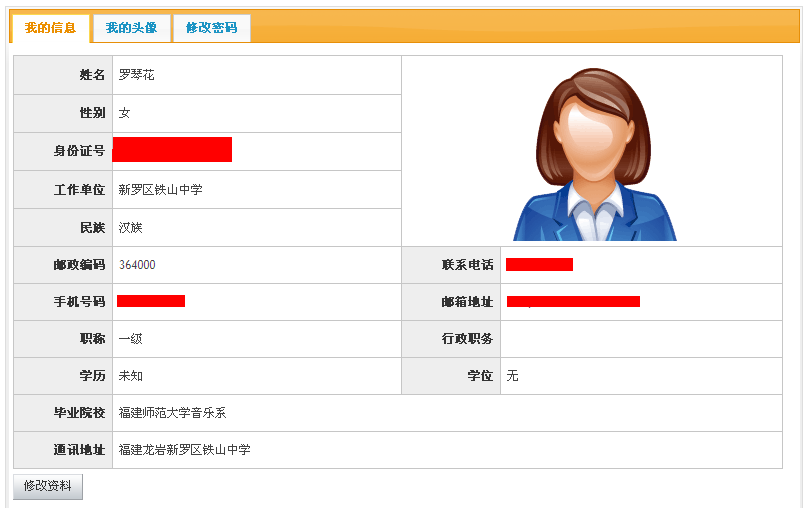 我的信息 我的头像 修改密码
姓名 罗琴花
性别 女
身份证号
工作单位 新罗区铁山中学
民族 汉族
邮政编码 364000 联系电话
手机号码 邮箱地址
职称 一级 行政职务
学历 未知 学位 无
毕业院校 福建师范大学音乐系
通讯地址 福建龙岩新罗区铁山中学
修改资料